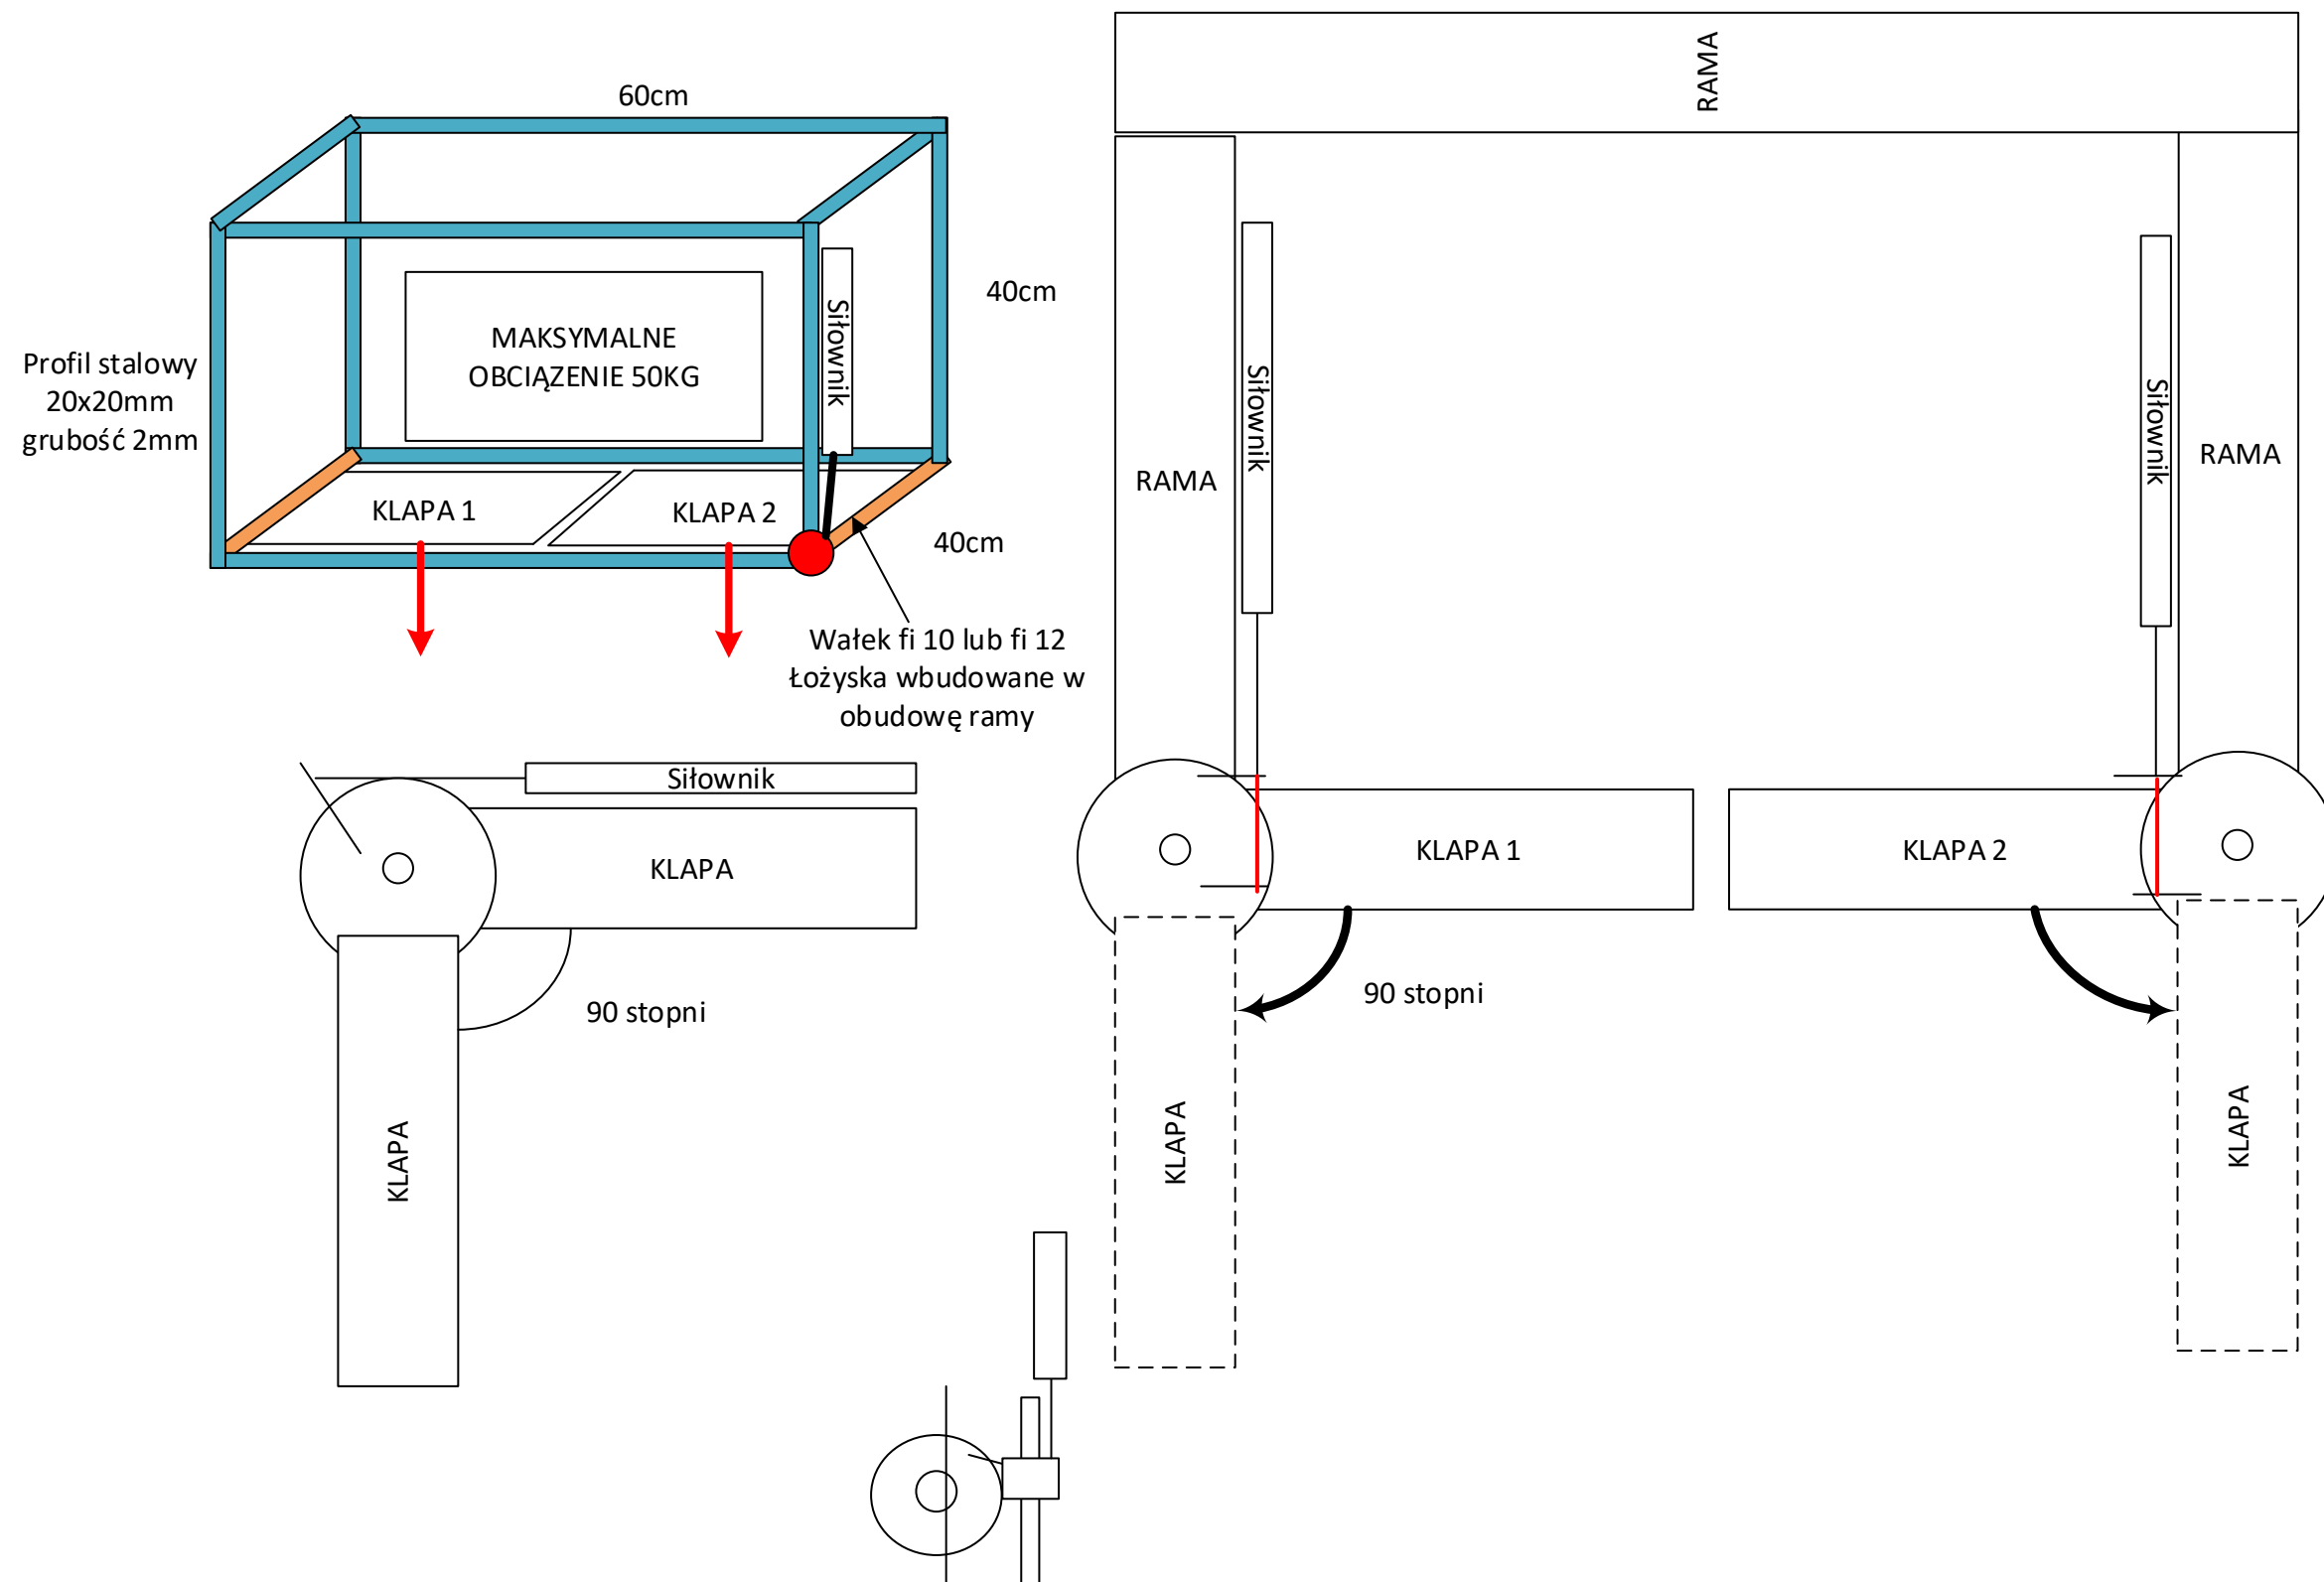 60cm
RAMA
40cm
Siłownik
MAKSYMALNE
OBCIĄZENIE 50KG
Profil stalowy
20x20mm
grubość 2mm
KLAPA 1
KLAPA 2
40cm
Wałek fi 10 lub fi 12
Łożyska wbudowane w
obudowę ramy
RAMA
Siłownik
Siłownik
RAMA
Siłownik
KLAPA
90 stopni
KLAPA
KLAPA 1
KLAPA 2
90 stopni
KLAPA
KLAPA